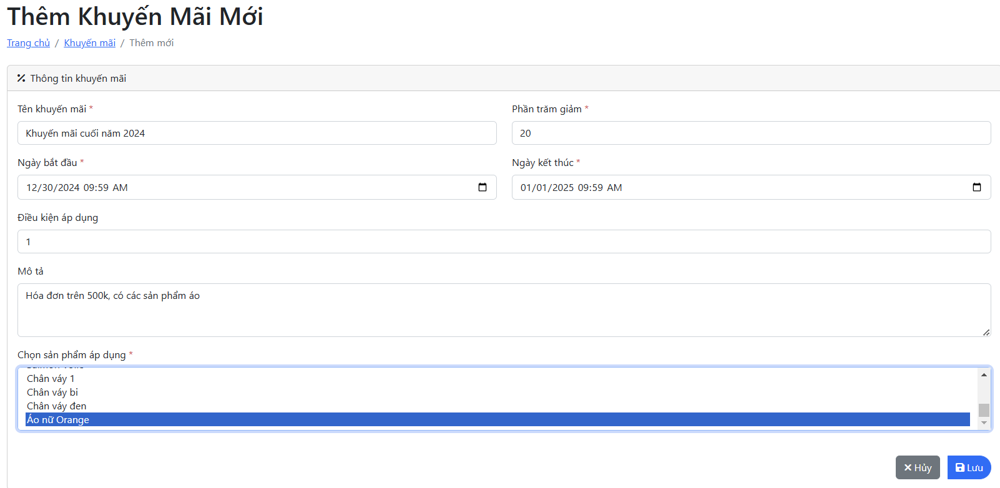 Thêm Khuyến Mãi Mới
Trang chủ / Khuyến mãi / Thêm mới
Thông tin khuyến mãi
Tên khuyến mãi *
Phần trăm giảm *
Khuyến mãi cuối năm 2024
20
Ngày bắt đầu *
Ngày kết thúc *
12/30/2024 09:59 AM
01/01/2025 09:59 AM
Điều kiện áp dụng
1
Mô tả
Hóa đơn trên 500k, có các sản phẩm áo
Chọn sản phẩm áp dụng *
Chân váy 1
Chân váy bi
Chân váy đen
Áo nữ Orange
Hủy
Lưu